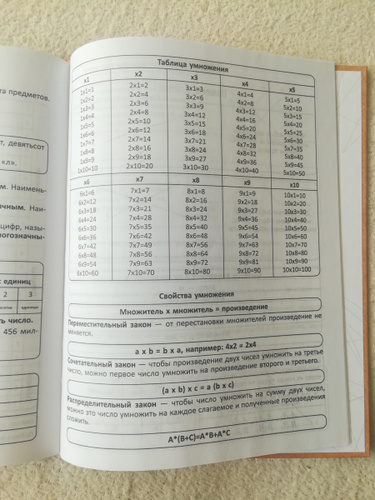 та предметов.
т, девятьсот
«л».
м. Наимень-
чным. Наи-
цифр, назы-
ногозначны-
единиц
2 3
ть число.
456 мил-
Таблица умножения
x1 x2 x3 x4 x5
1x1=1 2x1=2 3x1=3 4x1=4 5x1=5
1x2=2 2x2=4 3x2=6 4x2=8 5x2=10
1x3=3 2x3=6 3x3=9 4x3=12 5x3=15
1x4=4 2x4=8 3x4=12 4x4=16 5x4=20
1x5=5 2x5=10 3x5=15 4x5=20 5x5=25
1x6=6 2x6=12 3x6=18 4x6=24 5x6=30
1x7=7 2x7=14 3x7=21 4x7=28 5x7=35
1x8=8 2x8=16 3x8=24 4x8=32 5x8=40
1x9=9 2x9=18 3x9=27 4x9=36 5x9=45
1x10=10 2x10=20 3x10=30 4x10=40 5x10=50
x6 x7 x8 x9 x10
6x1=6 7x1=7 8x1=8 9x1=9 10x1=10
6x2=12 7x2=14 8x2=16 9x2=18 10x2=20
6x3=18 7x3=21 8x3=24 9x3=27 10x3=30
6x4=24 7x4=28 8x4=32 9x4=36 10x4=40
6x5=30 7x5=35 8x5=40 9x5=45 10x5=50
6x6=36 7x6=42 8x6=48 9x6=54 10x6=60
6x7=42 7x7=49 8x7=56 9x7=63 10x7=70
6x8=48 7x8=56 8x8=64 9x8=72 10x8=80
6x9=54 7x9=63 8x9=72 9x9=81 10x9=90
6x10=60 7x10=70 8x10=80 9x10=90 10x10=100
Свойства умножения
Множитель х множитель = произведение
Переместительный закон — от перестановки множителей произведение не
меняется.
a x b = b x a, например: 4x2 = 2x4
Сочетательный закон — чтобы произведение двух чисел умножить на третье
число, можно первое число умножить на произведение второго и третьего.
(a x b) x c = a (b x c)
Распределительный закон — чтобы число умножить на сумму двух чисел,
можно это число умножить на каждое слагаемое и полученные произведения
сложить.
A*(B+C)=A*B+A*C